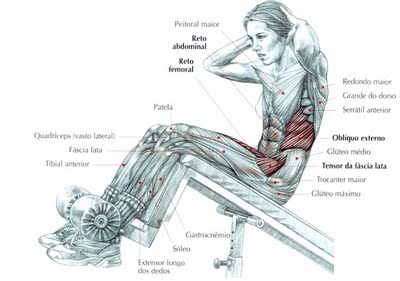 Peitoral maior
Reto
abdominal
Reto
femoral
Patela
Quadríceps (vasto lateral)
Fáscia lata
Tibial anterior
Redondo maior
Grande do dorso
Serrátil anterior
Oblíquo externo
Glúteo médio
Tensor da fáscia lata
Trocanter maior
Glúteo máximo
Gastrocnêmio
Sóleo
Extensor longo
dos dedos